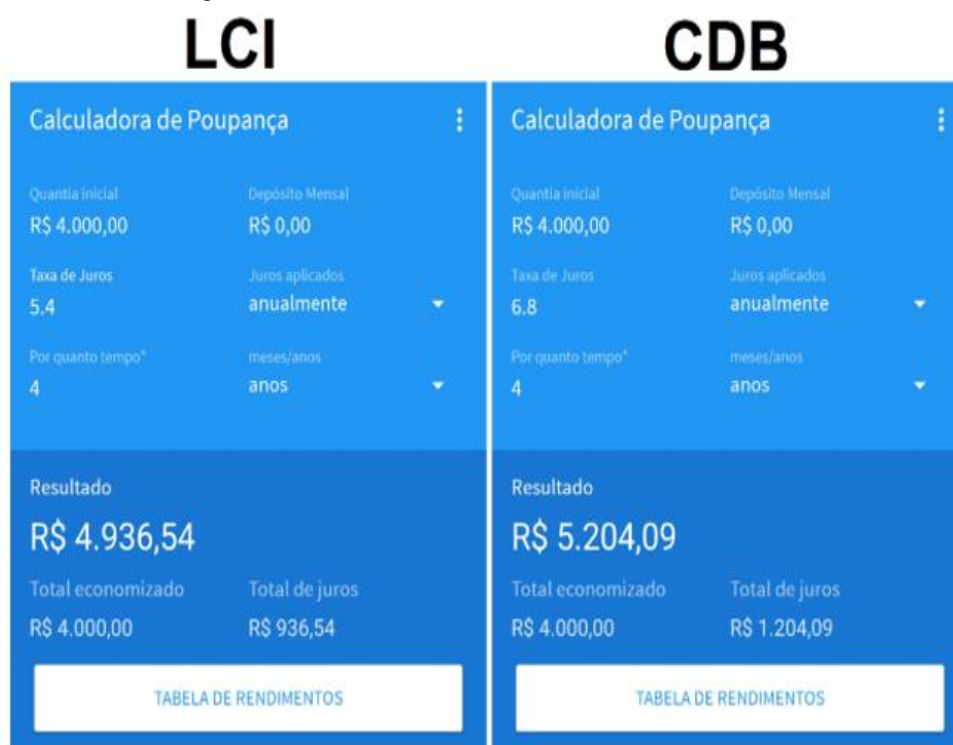 LCI
Calculadora de Poupança
Quantia inicial Depósito Mensal
R$ 4.000,00 R$ 0,00
Taxa de Juros Juros aplicados
5.4 anualmente
Por quanto tempo* meses/anos
4 anos
Resultado
R$ 4.936,54
Total economizado Total de juros
R$ 4.000,00 R$ 936,54
TABELA DE RENDIMENTOS
CDB
Calculadora de Poupança
Quantia inicial Depósito Mensal
R$ 4.000,00 R$ 0,00
Taxa de Juros Juros aplicados
6.8 anualmente
Por quanto tempo* meses/anos
4 anos
Resultado
R$ 5.204,09
Total economizado Total de juros
R$ 4.000,00 R$ 1.204,09
TABELA DE RENDIMENTOS